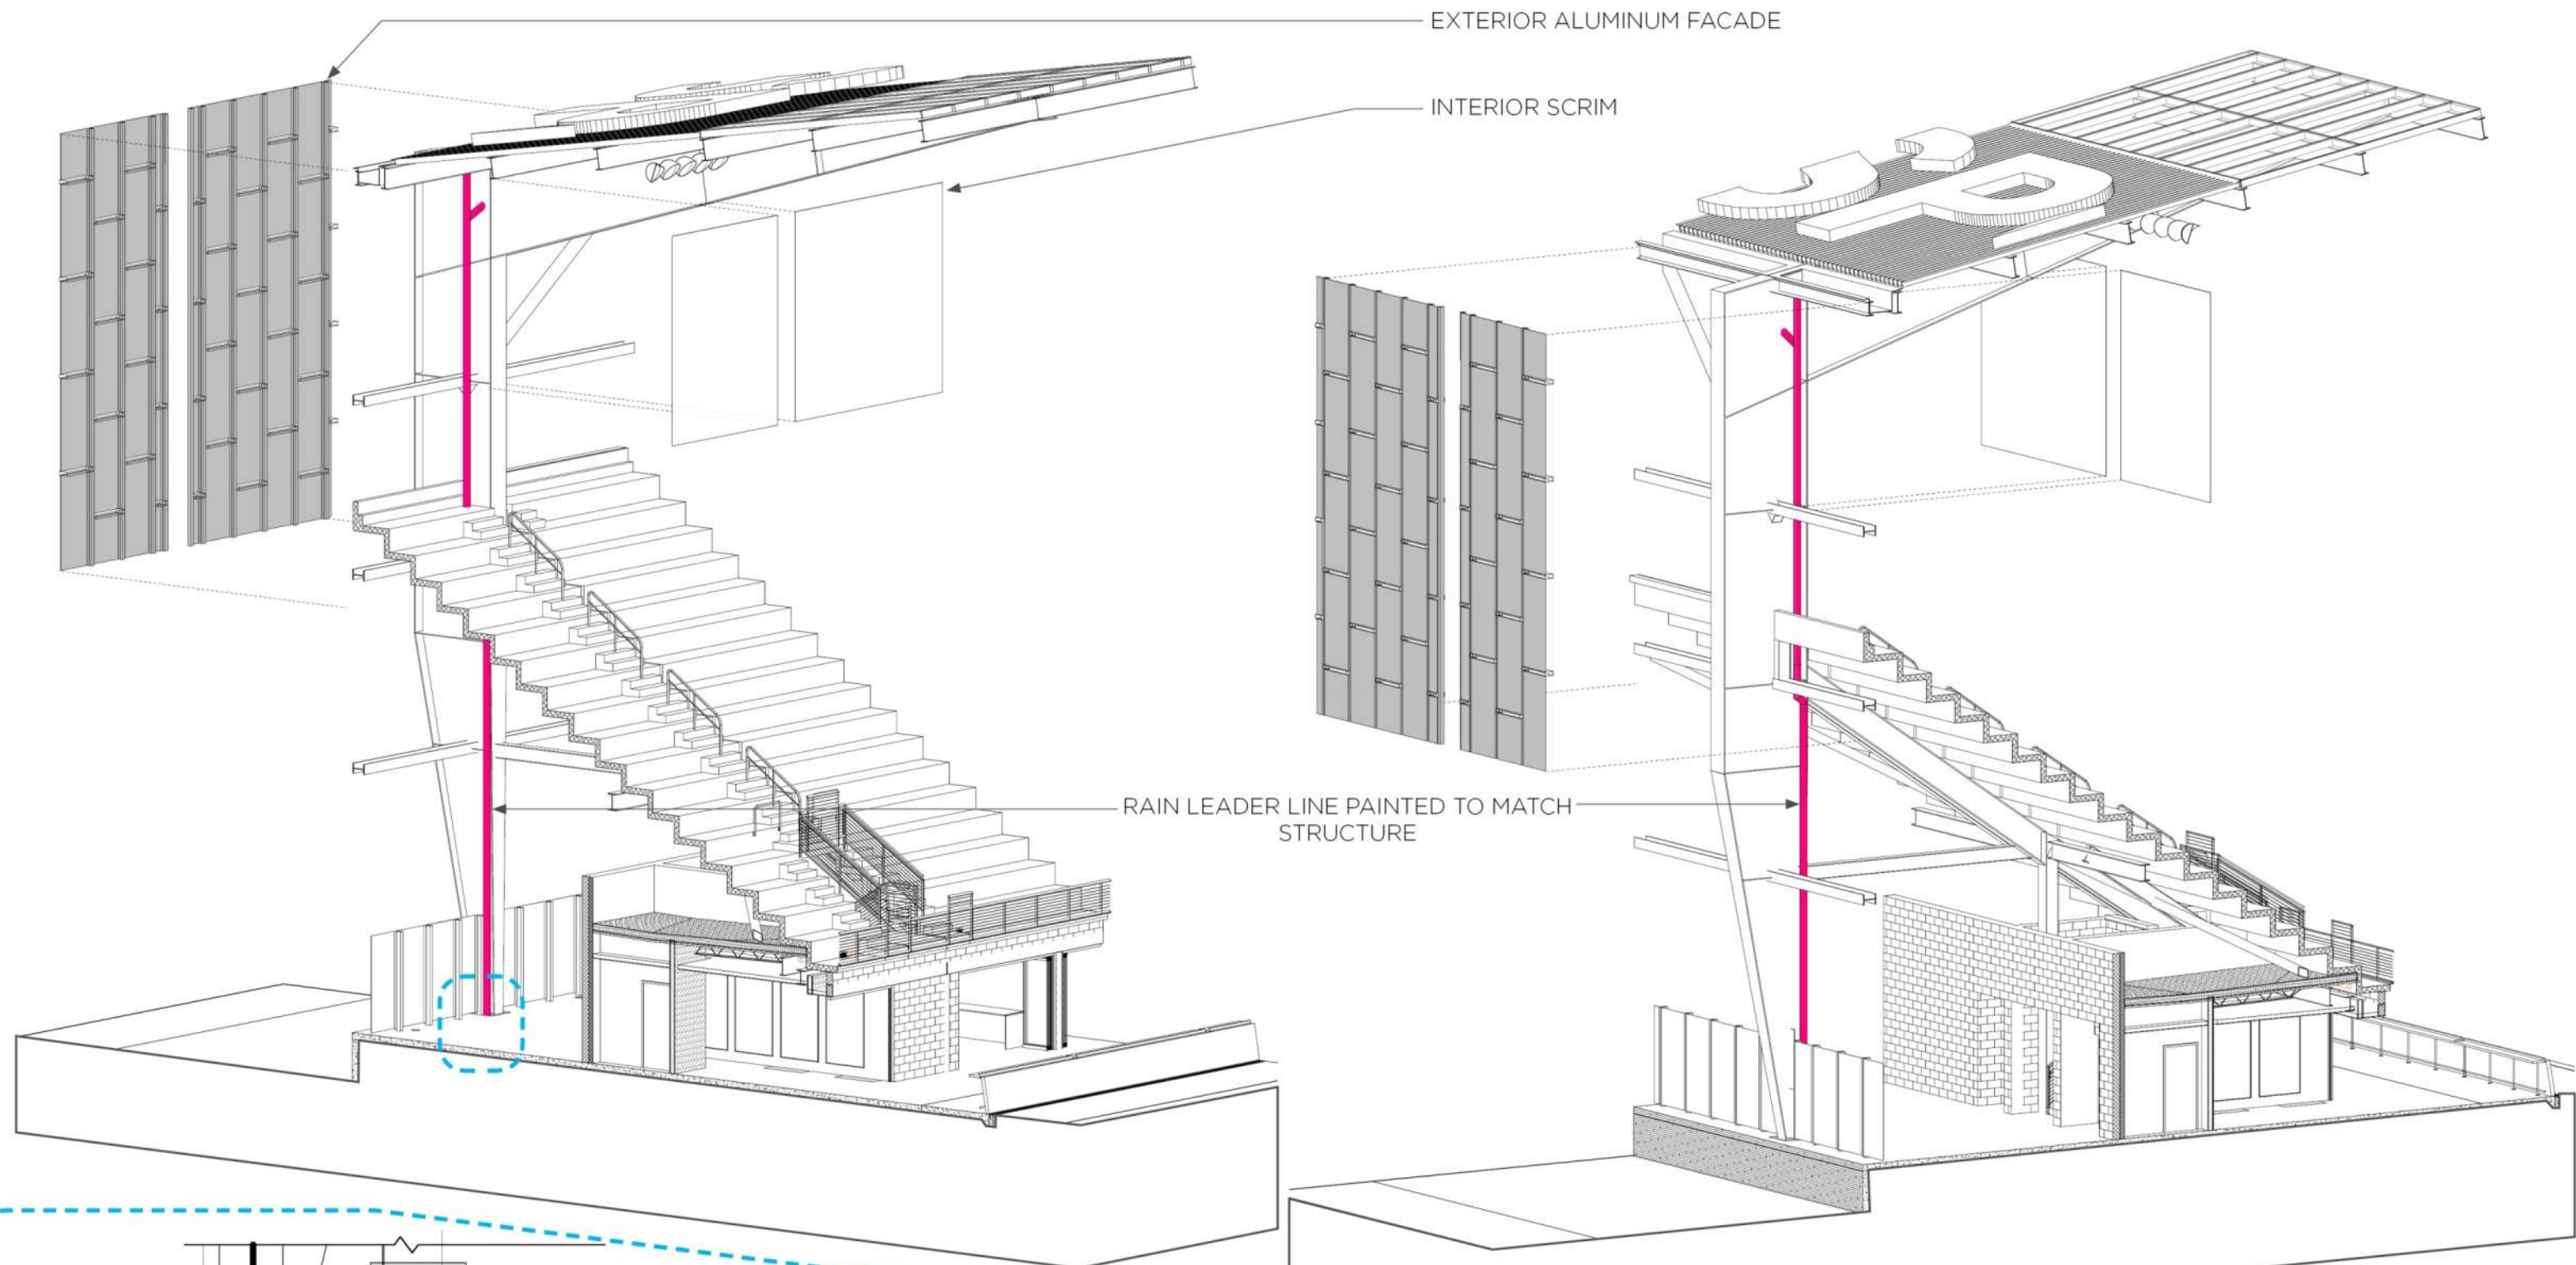 EXTERIOR ALUMINUM FACADE
INTERIOR SCRIM
RAIN LEADER LINE PAINTED TO MATCH
STRUCTURE